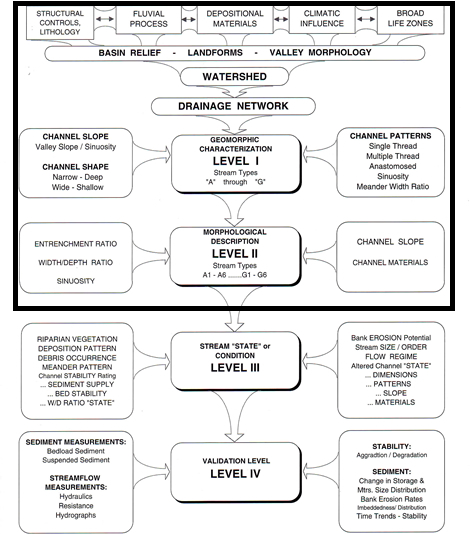 STRUCTURAL
CONTROLS,
LITHOLOGY
FLUVIAL
PROCESS
DEPOSITIONAL
MATERIALS
CLIMATIC
INFLUENCE
BROAD
LIFE ZONES
BASIN RELIEF - LANDFORMS - VALLEY MORPHOLOGY
WATERSHED
DRAINAGE NETWORK
CHANNEL SLOPE
Valley Slope / Sinuosity
CHANNEL SHAPE
Narrow - Deep
Wide - Shallow
GEOMORPHIC
CHARACTERIZATION
LEVEL I
Stream Types
"A" through "G"
CHANNEL PATTERNS
Single Thread
Multiple Thread
Anastomosed
Sinuosity
Meander Width Ratio
ENTRENCHMENT RATIO
WIDTH/DEPTH RATIO
SINUOSITY
MORPHOLOGICAL
DESCRIPTION
LEVEL II
Stream Types
A1 - A6 .......G1 - G6
CHANNEL SLOPE
CHANNEL MATERIALS
RIPARIAN VEGETATION
DEPOSITION PATTERN
DEBRIS OCCURRENCE
MEANDER PATTERN
Channel STABILITY Rating
... SEDIMENT SUPPLY
... BED STABILITY
... W/D RATIO "STATE"
STREAM "STATE" or
CONDITION
LEVEL III
Bank EROSION Potential
Stream SIZE / ORDER
FLOW REGIME
Altered Channel "STATE"
... DIMENSIONS
... PATTERNS
... SLOPE
... MATERIALS
SEDIMENT MEASUREMENTS:
Bedload Sediment
Suspended Sediment
STREAMFLOW
MEASUREMENTS:
Hydraulics
Resistance
Hydrographs
VALIDATION LEVEL
LEVEL IV
STABILITY:
Aggradtion / Degradation
SEDIMENT:
Change in Storage &
Mtrs. Size Distribution
Bank Erosion Rates
Imbeddedness/ Distribution
Time Trends - Stability